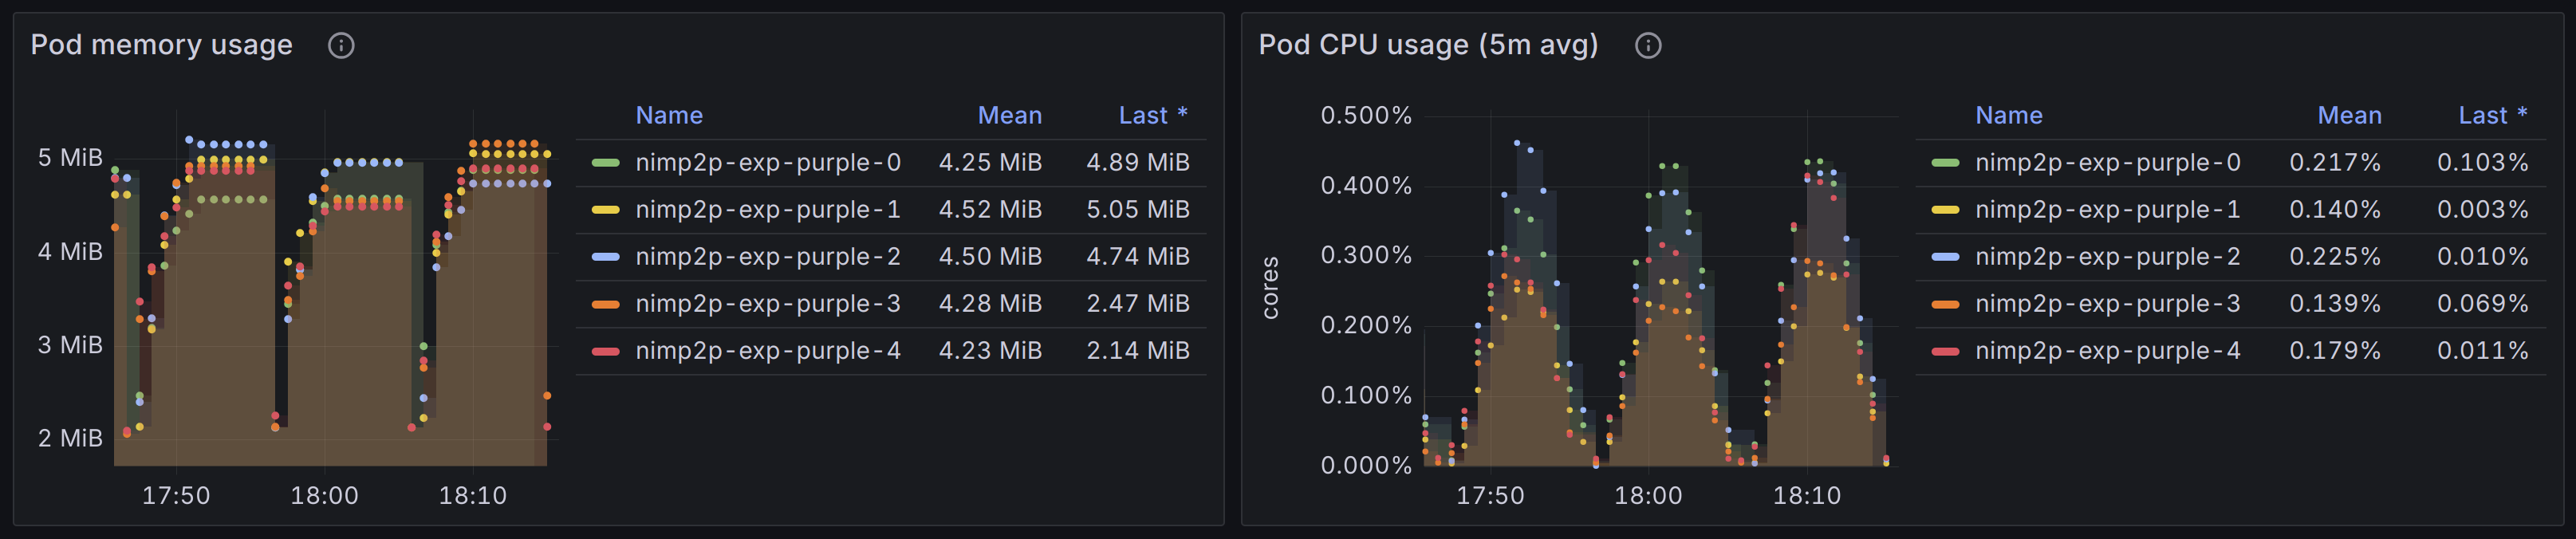 Pod memory usage
5 MiB
4 MiB
3 MiB
2 MiB
17:50 18:00 18:10
Name Mean Last *
nimp2p-exp-purple-0 4.25 MiB 4.89 MiB
nimp2p-exp-purple-1 4.52 MiB 5.05 MiB
nimp2p-exp-purple-2 4.50 MiB 4.74 MiB
nimp2p-exp-purple-3 4.28 MiB 2.47 MiB
nimp2p-exp-purple-4 4.23 MiB 2.14 MiB
Pod CPU usage (5m avg)
cores
0.500%
0.400%
0.300%
0.200%
0.100%
0.000%
17:50 18:00 18:10
Name Mean Last *
nimp2p-exp-purple-0 0.217% 0.103%
nimp2p-exp-purple-1 0.140% 0.003%
nimp2p-exp-purple-2 0.225% 0.010%
nimp2p-exp-purple-3 0.139% 0.069%
nimp2p-exp-purple-4 0.179% 0.011%